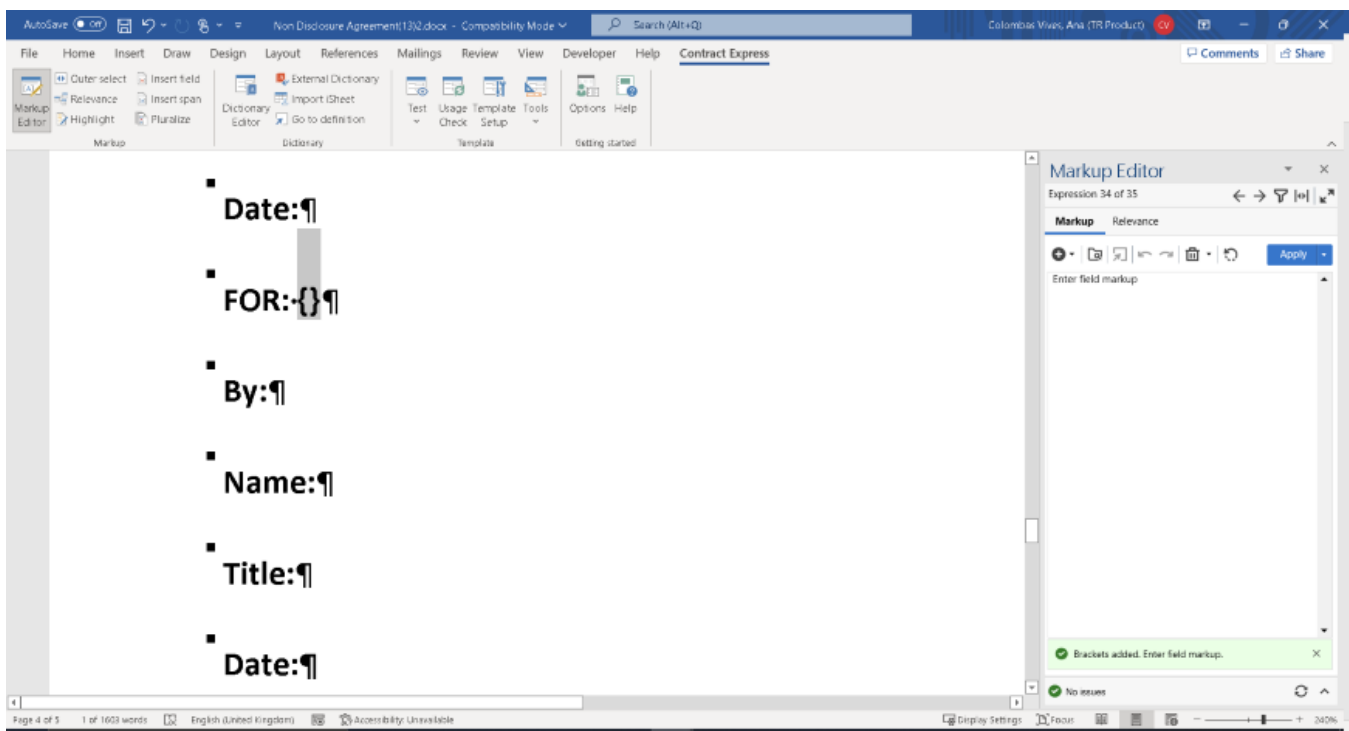 AutoSave Off Non Disclosure Agreement(13)2.docx - Compatibility Mode Search (Alt+Q) Colombas Vives, Ana (TR Product) CV
File Home Insert Draw Design Layout References Mailings Review View Developer Help Contract Express Comments Share
Outer select Insert field External Dictionary
Relevance Insert span Import iSheet
Highlight Pluralize Go to definition
Markup Editor Dictionary Editor Test Usage Check Template Setup Tools Options Help
Markup Dictionary Template Getting started
Date:¶
FOR:·{}¶
By:¶
Name:¶
Title:¶
Date:¶
Markup Editor
Expression 34 of 35
Markup Relevance
Apply
Enter field markup
Brackets added. Enter field markup.
No issues
Page 4 of 5 1 of 1603 words English (United Kingdom) Accessibility: Unavailable Display Settings Focus 240%